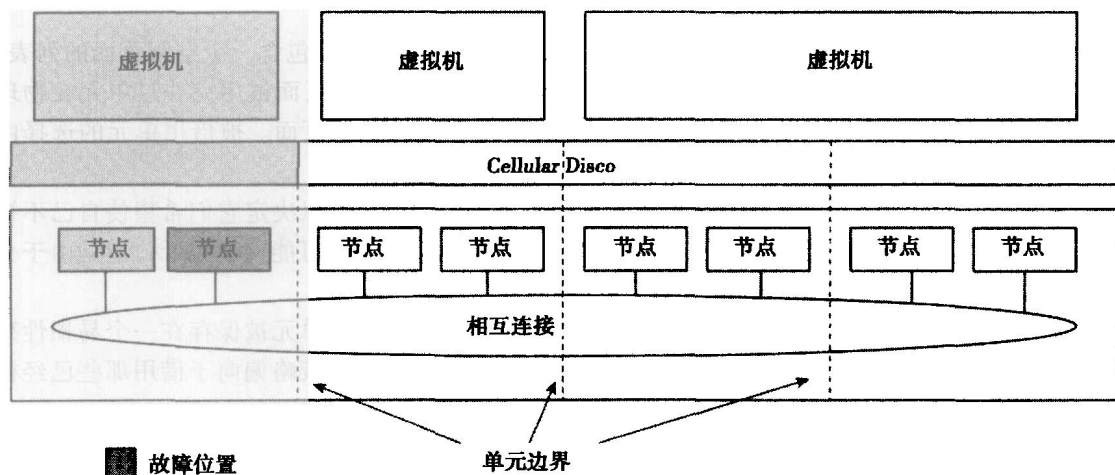 虚拟机 虚拟机 虚拟机
Cellular Disco
节点 节点 节点 节点 节点 节点 节点 节点
相互连接
故障位置 单元边界